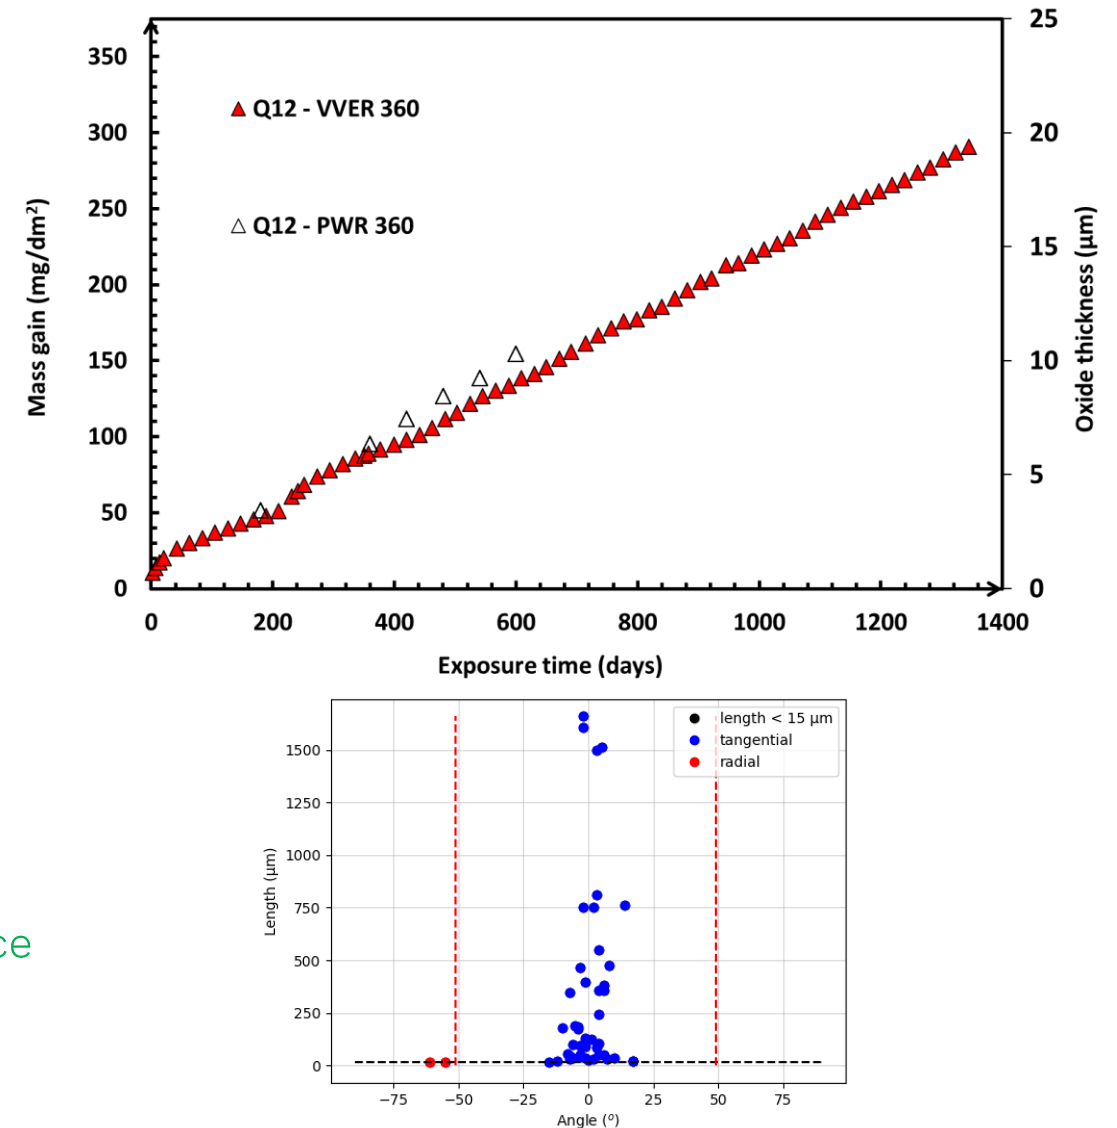 Mass gain (mg/dm²)
350
300
250
200
150
100
50
0
Q12 - VVER 360
Q12 - PWR 360
25
20
15
10
5
0
Oxide thickness (µm)
0 200 400 600 800 1000 1200 1400
Exposure time (days)
ce
Length (µm)
1500
1250
1000
750
500
250
0
length < 15 µm
tangential
radial
−75 −50 −25 0 25 50 75
Angle (°)